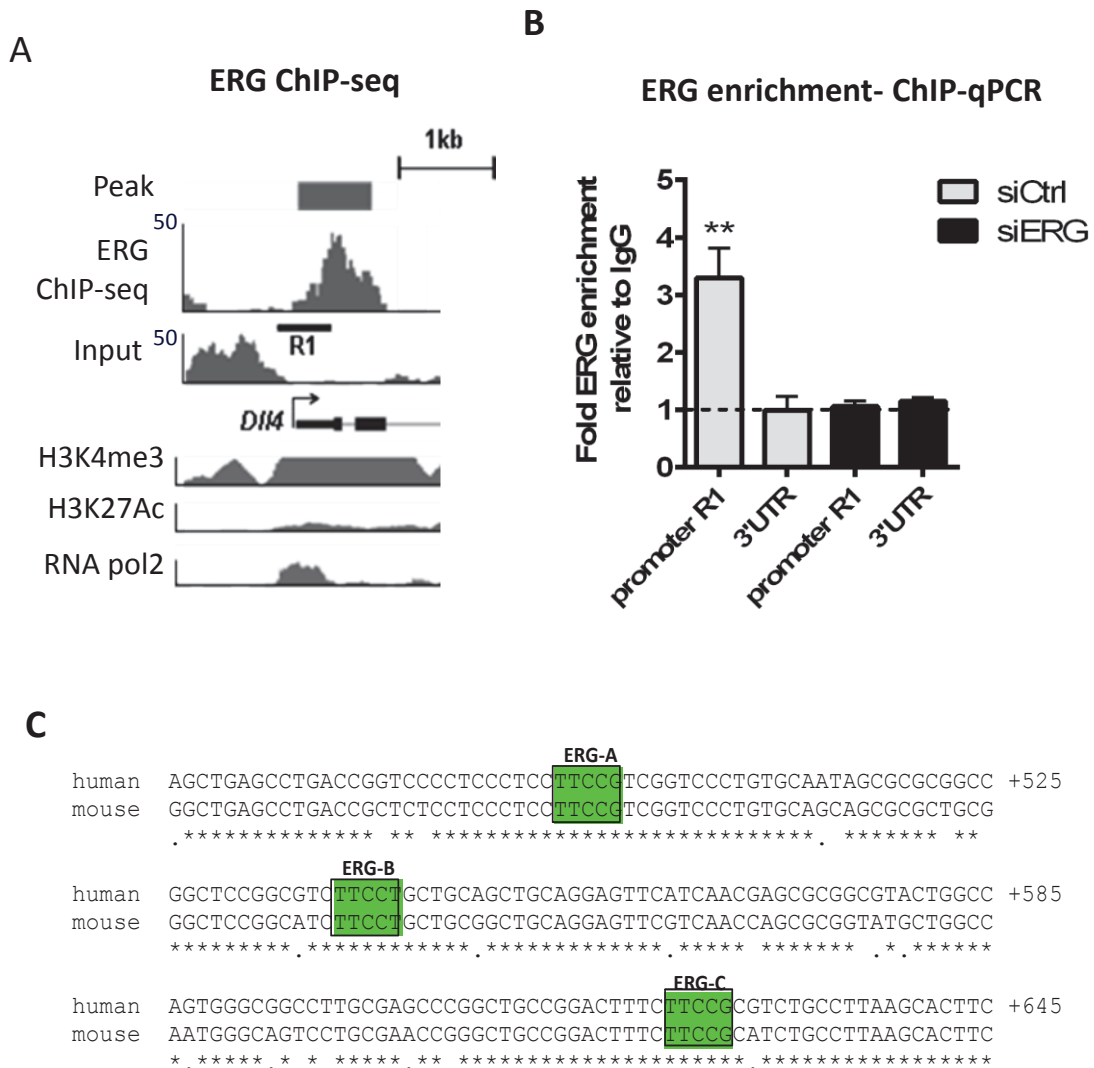 A
ERG ChIP-seq
1kb
Peak
50
ERG
ChIP-seq
R1
50
Input
Dll4
H3K4me3
H3K27Ac
RNA pol2
B
ERG enrichment- ChIP-qPCR
Fold ERG enrichment
relative to IgG
5
4
3
2
1
0
**
siCtrl
siERG
promoter R1
3'UTR
promoter R1
3'UTR
C
ERG-A
human AGCTGAGCCTGACCGGTCCCCTCCCTCCTTCCGTCGGTCCCTGTGCAATAGCGCGCGGCC +525
mouse GGCTGAGCCTGACCGCTCTCCTCCCTCCTTCCGTCGGTCCCTGTGCAGCAGCGCGCTGCG
.************** ** *****************************. ******* **
ERG-B
human GGCTCCGGCGTCTTCCTGCTGCAGCTGCAGGAGTTCATCAACGAGCGCGGCGTACTGGCC +585
mouse GGCTCCGGCATCTTCCTGCTGCGGCTGCAGGAGTTCGTCAACCAGCGCGGTATGCTGGCC
*********.************.*************.***** ******* .*.******
ERG-C
human AGTGGGCGGCCTTGCGAGCCCGGCTGCCGGACTTTCTTCCGCGTCTGCCTTAAGCACTTC +645
mouse AATGGGCAGTCCTGCGAACCGGGCTGCCGGACTTTCTTCCGCATCTGCCTTAAGCACTTC
*.*****.* * *****.** *********************.*****************